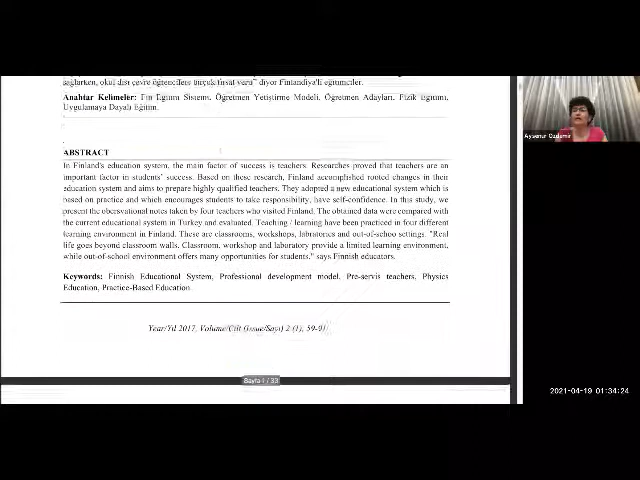 sağlarken, okul dışı çevre öğrencilere birçok fırsat verir" diyor Finlandiya'lı eğitimciler.
Anahtar Kelimeler: Fin Eğitim Sistemi, Öğretmen Yetiştirme Modeli, Öğretmen Adayları, Fizik Eğitimi,
Uygulamaya Dayalı Eğitim.
ABSTRACT
In Finland's education system, the main factor of success is teachers. Researches proved that teachers are an
important factor in students' success. Based on these research, Finland accomplished rooted changes in their
education system and aims to prepare highly qualified teachers. They adopted a new educational system which is
based on practice and which encourages students to take responsibility, have self-confidence. In this study, we
present the obersvational notes taken by four teachers who visited Finland. The obtained data were compared with
the current educational system in Turkey and evaluated. Teaching / learning have been practiced in four different
learning environment in Finland. These are classrooms, workshops, labratories and out-of-schoo settings. "Real
life goes beyond classroom walls. Classroom, workshop and laboratory provide a limited learning environment,
while out-of-school environment offers many opportunities for students." says Finnish educators.
Keywords: Finnish Educational System, Professional development model, Pre-servis teachers, Physics
Education, Practice-Based Education
Year/Yıl 2017, Volume/Cilt (Issue/Sayı) 2 (1), 59-91
Sayfa 1 / 33
Aysenur Ozdemir
2021-04-19 01:34:24